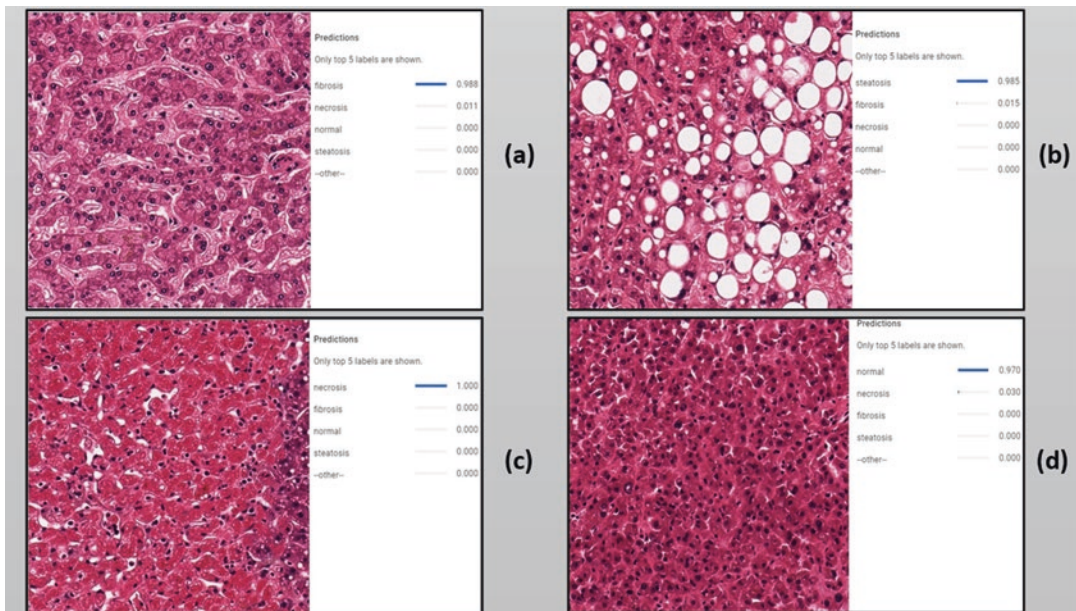 Predictions
Only top 5 labels are shown.
fibrosis 0.988
necrosis 0.011
normal 0.000
steatosis 0.000
--other-- 0.000
(a)
Predictions
Only top 5 labels are shown.
steatosis 0.985
fibrosis 0.015
necrosis 0.000
normal 0.000
--other-- 0.000
(b)
Predictions
Only top 5 labels are shown.
necrosis 1.000
fibrosis 0.000
normal 0.000
steatosis 0.000
--other-- 0.000
(c)
Predictions
Only top 5 labels are shown.
normal 0.970
necrosis 0.030
fibrosis 0.000
steatosis 0.000
--other-- 0.000
(d)